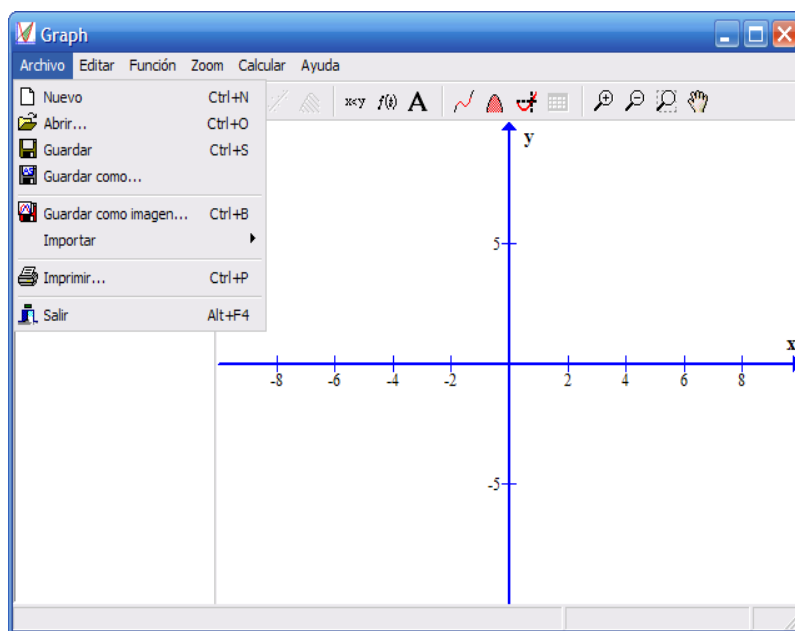 Graph
Archivo Editar Función Zoom Calcular Ayuda
Nuevo Ctrl+N
Abrir... Ctrl+O
Guardar Ctrl+S
Guardar como...
Guardar como imagen... Ctrl+B
Importar
Imprimir... Ctrl+P
Salir Alt+F4
x<y f(t) A
y
5
x
-8 -6 -4 -2 2 4 6 8
-5